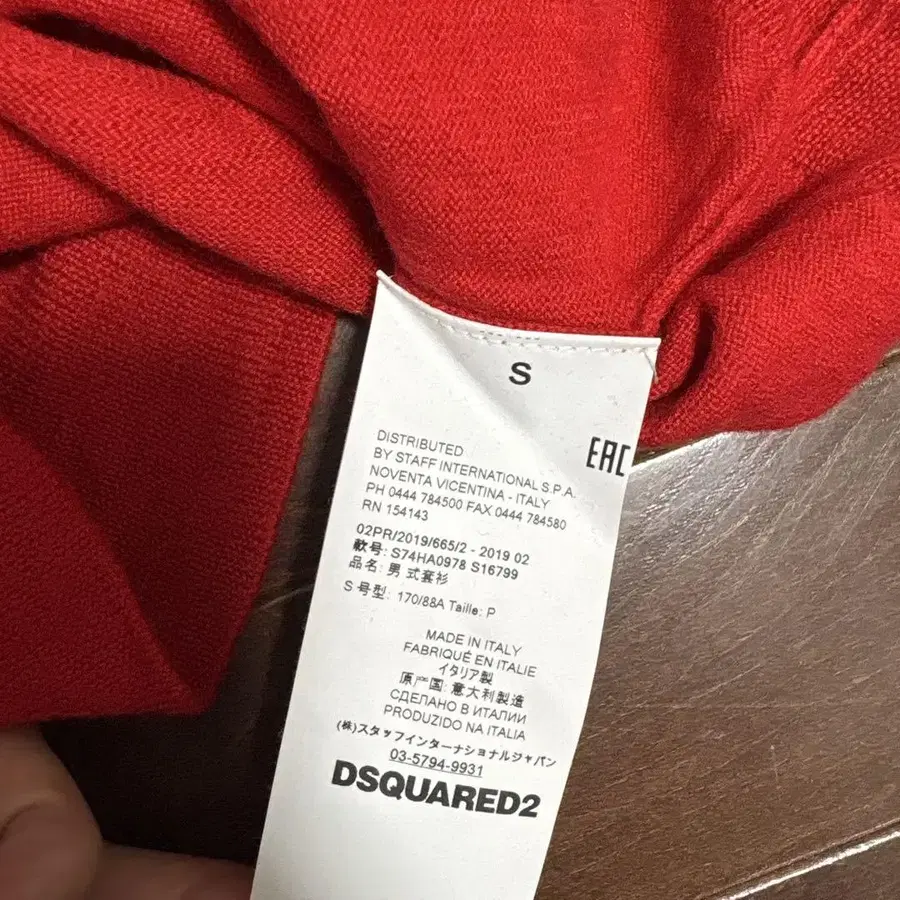 S
EAC
DISTRIBUTED
BY STAFF INTERNATIONAL S.P.A.
NOVENTA VICENTINA - ITALY
PH 0444 784500 FAX 0444 784580
RN 154143
02PR/2019/665/2 - 2019 02
款号: S74HA0978 S16799
品名: 男 式套衫
S 号型: 170/88A Taille: P
MADE IN ITALY
FABRIQUÉ EN ITALIE
イタリア製
原产国: 意大利製造
СДЕЛАНО В ИТАЛИИ
PRODUZIDO NA ITALIA
(株)スタッフインターナショナルジャパン
03-5794-9931
DSQUARED2